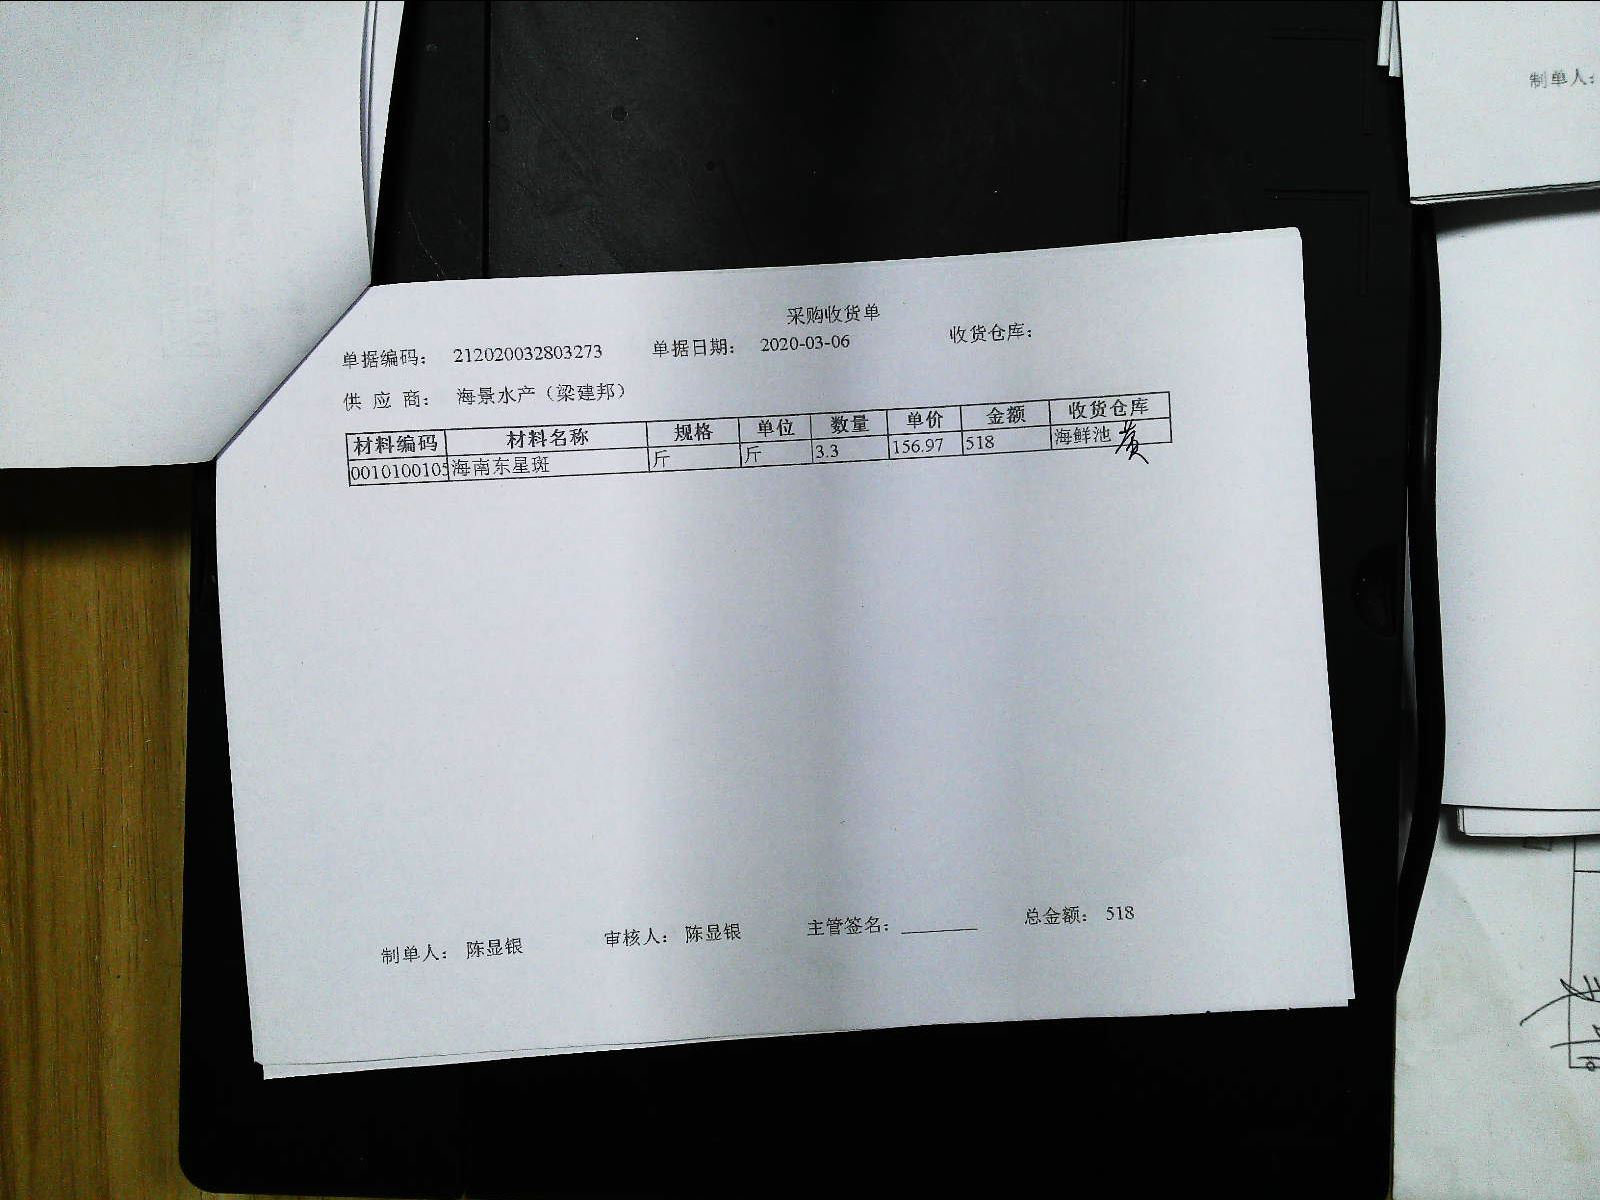 制单人：
采购收货单
单据编码： 212020032803273 单据日期： 2020-03-06 收货仓库：
供 应 商： 海景水产（梁建邦）
材料编码 材料名称 规格 单位 数量 单价 金额 收货仓库
0010100105 海南东星斑 斤 斤 3.3 156.97 518 海鲜池 黄
制单人： 陈显银 审核人： 陈显银 主管签名：________ 总金额： 518